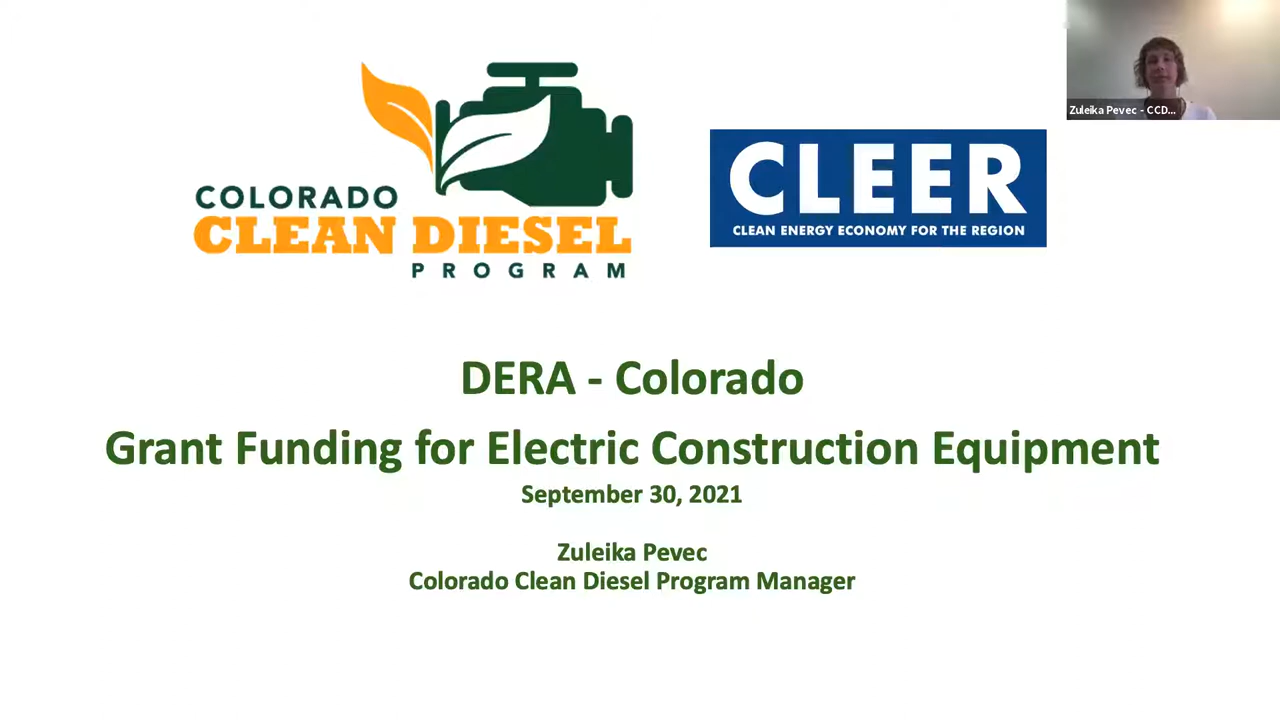 COLORADO
CLEAN DIESEL
PROGRAM
CLEER
CLEAN ENERGY ECONOMY FOR THE REGION
Zuleika Pevec - CCD...
DERA - Colorado
Grant Funding for Electric Construction Equipment
September 30, 2021
Zuleika Pevec
Colorado Clean Diesel Program Manager